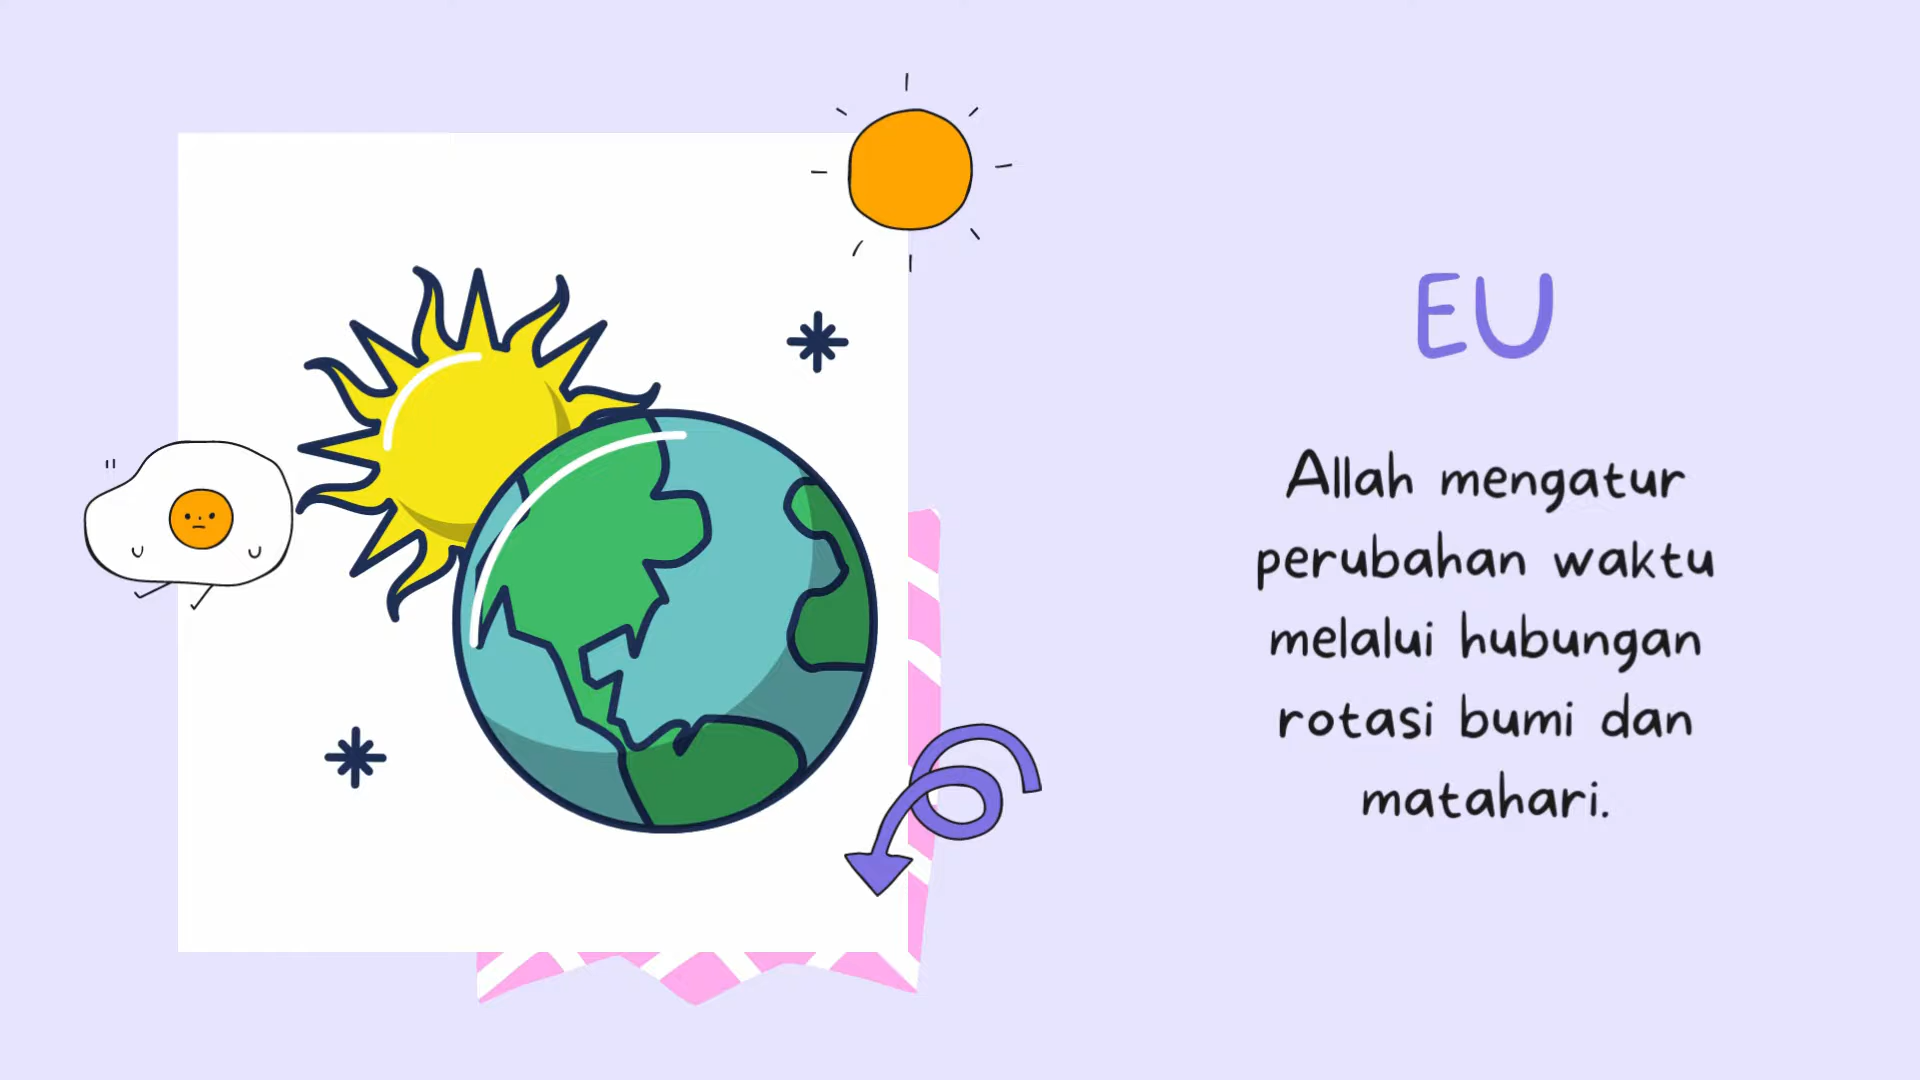 EU
Allah mengatur
perubahan waktu
melalui hubungan
rotasi bumi dan
matahari.